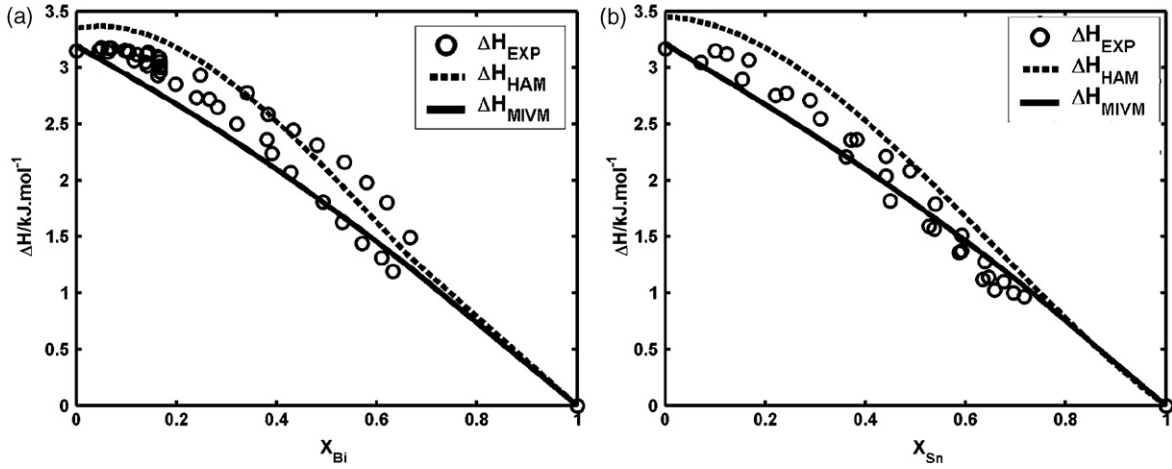 (a)
ΔH/kJ.mol⁻¹
3.5
3
2.5
2
1.5
1
0.5
0
0 0.2 0.4 0.6 0.8 1
X_Bi
ΔH_EXP
ΔH_HAM
ΔH_MIVM
(b)
ΔH/kJ.mol⁻¹
3.5
3
2.5
2
1.5
1
0.5
0
0 0.2 0.4 0.6 0.8 1
X_Sn
ΔH_EXP
ΔH_HAM
ΔH_MIVM